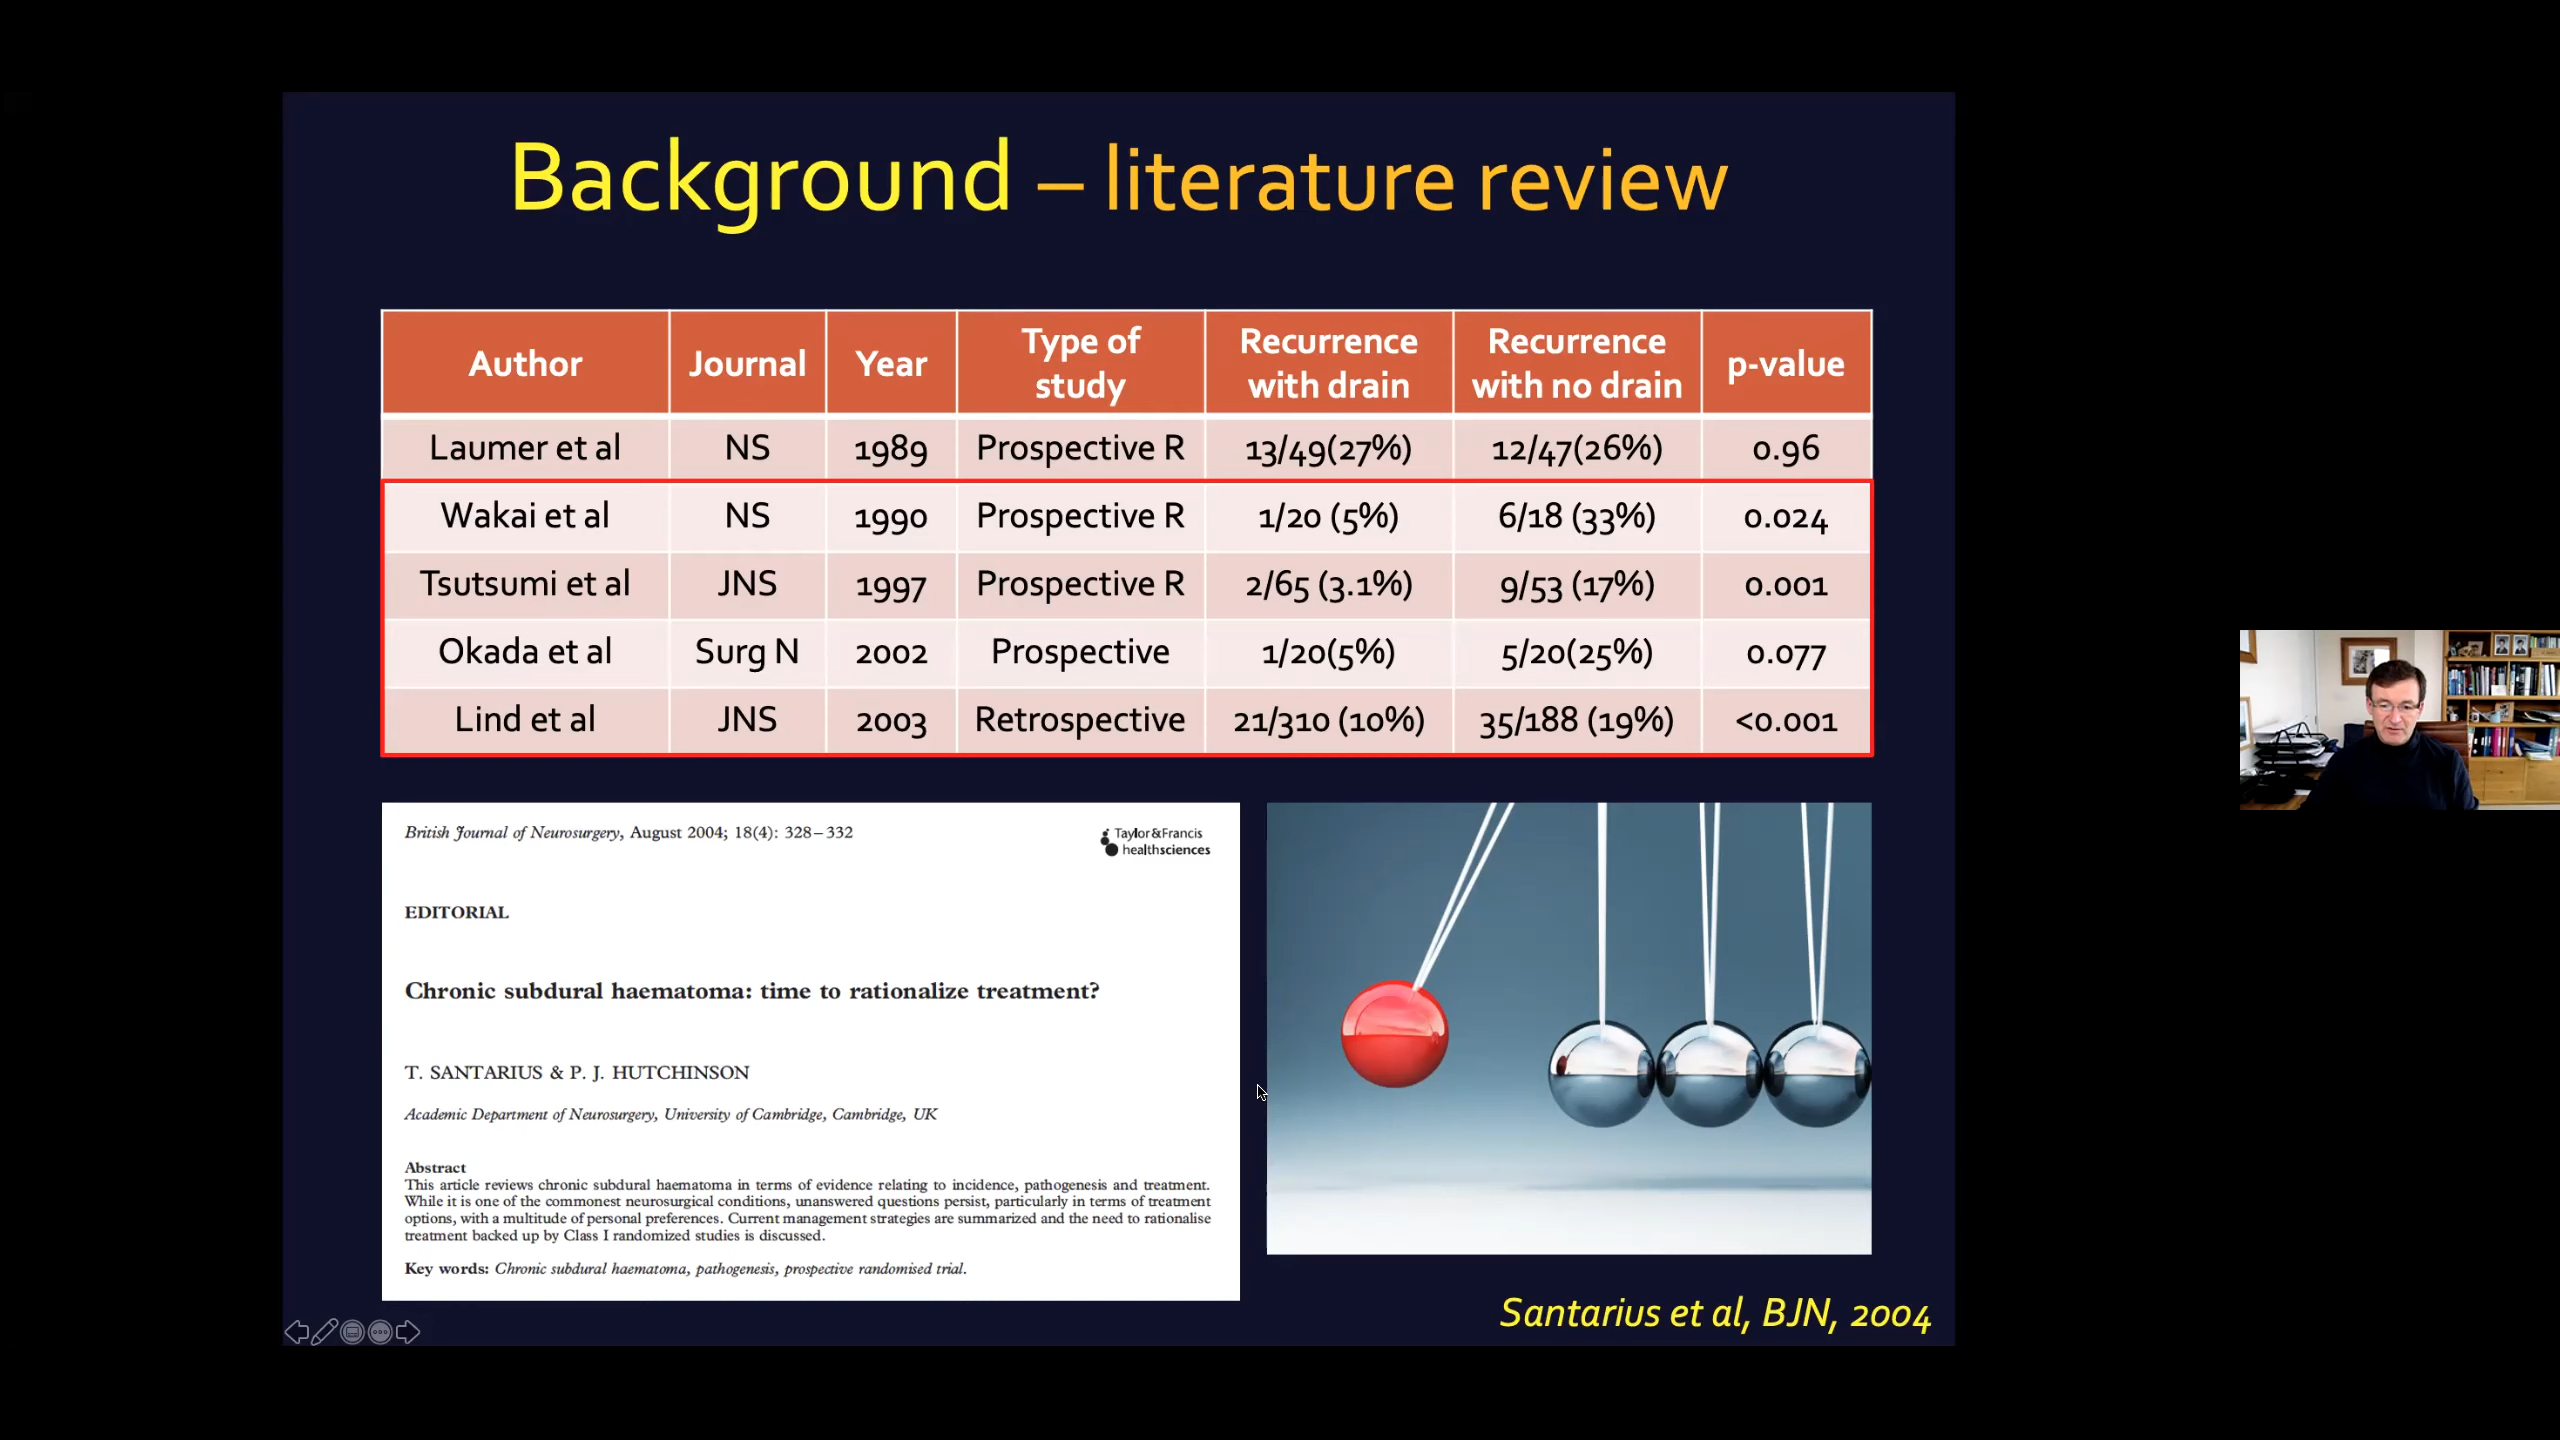 Background – literature review
Author Journal Year Type of study Recurrence with drain Recurrence with no drain p-value
Laumer et al NS 1989 Prospective R 13/49(27%) 12/47(26%) 0.96
Wakai et al NS 1990 Prospective R 1/20 (5%) 6/18 (33%) 0.024
Tsutsumi et al JNS 1997 Prospective R 2/65 (3.1%) 9/53 (17%) 0.001
Okada et al Surg N 2002 Prospective 1/20(5%) 5/20(25%) 0.077
Lind et al JNS 2003 Retrospective 21/310 (10%) 35/188 (19%) <0.001
British Journal of Neurosurgery, August 2004; 18(4): 328–332
Taylor&Francis
healthsciences
EDITORIAL
Chronic subdural haematoma: time to rationalize treatment?
T. SANTARIUS & P. J. HUTCHINSON
Academic Department of Neurosurgery, University of Cambridge, Cambridge, UK
Abstract
This article reviews chronic subdural haematoma in terms of evidence relating to incidence, pathogenesis and treatment.
While it is one of the commonest neurosurgical conditions, unanswered questions persist, particularly in terms of treatment
options, with a multitude of personal preferences. Current management strategies are summarized and the need to rationalise
treatment backed up by Class I randomized studies is discussed.
Key words: Chronic subdural haematoma, pathogenesis, prospective randomised trial.
Santarius et al, BJN, 2004